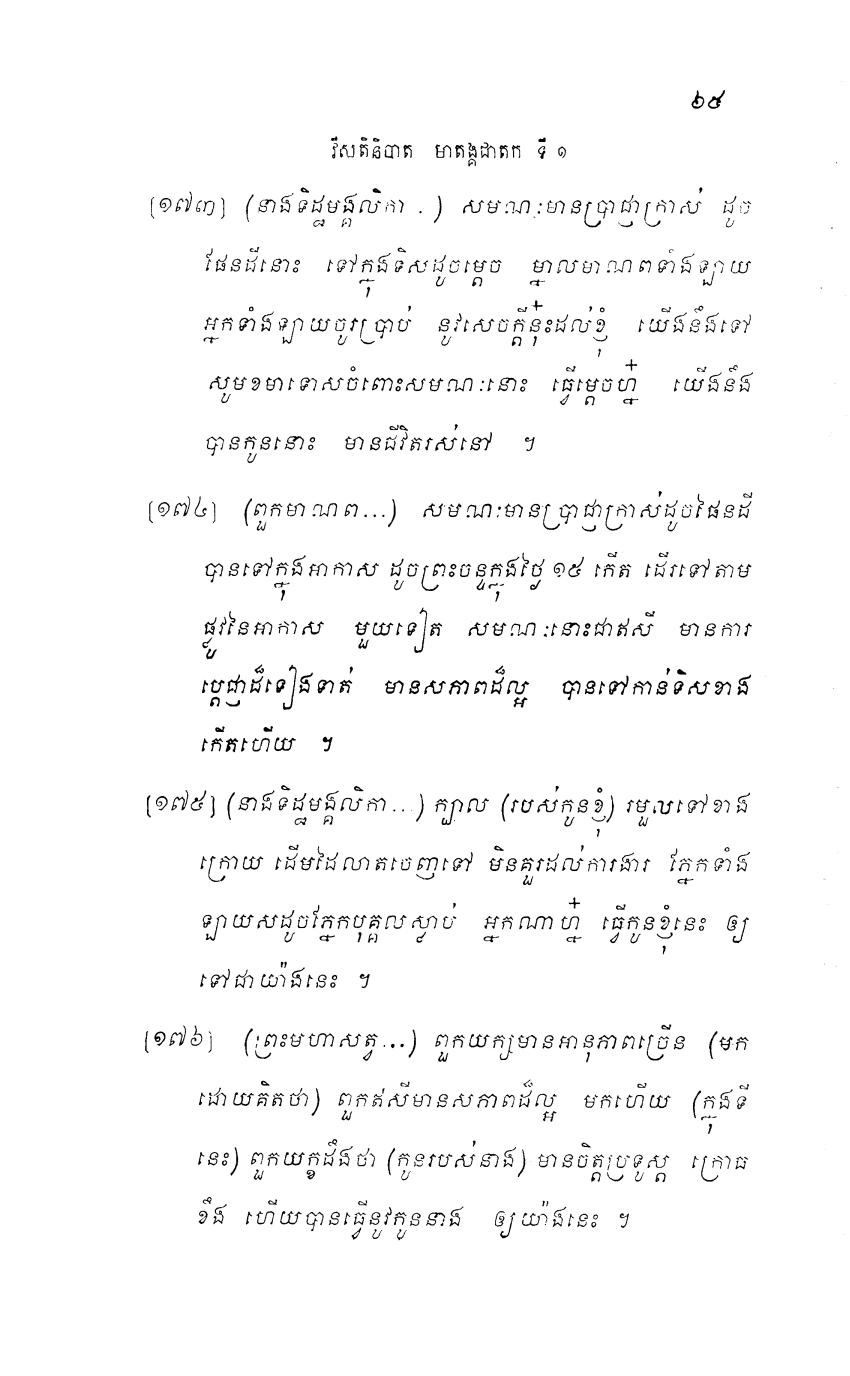 ៦៥
វីសតិនិបាត មាតង្គជាតក ទី ១
[១៧៣] (នាងទិដ្ឋមង្គលិកា . ) សមណៈមានប្រាជ្ញាក្រាស់ ដូច
ផែនដីនោះ ទៅក្នុងទិសដូចម្តេច ម្នាលមាណពទាំងឡាយ
អ្នកទាំងឡាយចូរប្រាប់ នូវសេចក្តីនុ៎ះដល់ខ្ញុំ យើងនឹងទៅ
សូមខមាទោសចំពោះសមណៈនោះ ធ្វើម្តេចហ្ន៎ យើងនឹង
បានកូននោះ មានជីវិតរស់នៅ ។
[១៧៤] (ពួកមាណព...) សមណៈមានប្រាជ្ញាក្រាស់ដូចផែនដី
បានទៅក្នុងអាកាស ដូចព្រះចន្ទក្នុងថ្ងៃ ១៥ កើត ដើរទៅតាម
ផ្លូវនៃអាកាស មួយទៀត សមណៈនោះជាឥសី មានការ
ប្តេជ្ញាដ៏ទៀងទាត់ មានសភាពដ៏ល្អ បានទៅកាន់ទិសខាង
កើតហើយ ។
[១៧៥] (នាងទិដ្ឋមង្គលិកា...) ក្បាល (របស់កូនខ្ញុំ) រមួលទៅខាង
ក្រោយ ដើមដៃលាតចេញទៅ មិនគួរដល់ការងារ ភ្នែកទាំង
ឡាយសដូចភ្នែកបុគ្គលស្លាប់ អ្នកណាហ្ន៎ ធ្វើកូនខ្ញុំនេះ ឲ្យ
ទៅជាយ៉ាងនេះ ។
[១៧៦] (ព្រះមហាសត្វ...) ពួកយក្សមានអានុភាពច្រើន (មក
ដោយគិតថា) ពួកឥសីមានសភាពដ៏ល្អ មកហើយ (ក្នុងទី
នេះ) ពួកយក្ខដឹងថា (កូនរបស់នាង) មានចិត្តប្រទូស្ត ក្រោធ
ខឹង ហើយបានធ្វើនូវកូននាង ឲ្យយ៉ាងនេះ ។